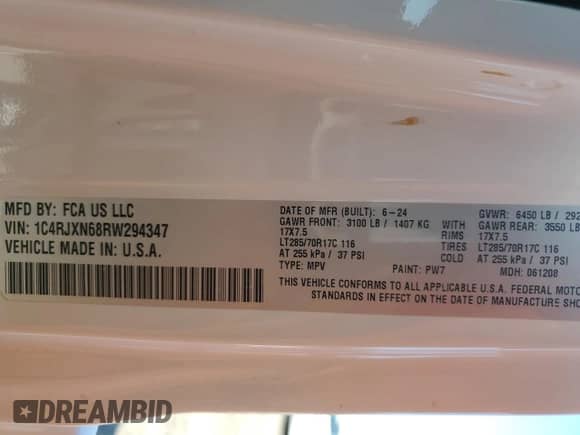 MFD BY: FCA US LLC
VIN: 1C4RJXN68RW294347
VEHICLE MADE IN U.S.A.
DATE OF MFR (BUILT): 6-24 GVWR: 6450 LB / 292
GAWR FRONT: 3100 LB / 1407 KG WITH GAWR REAR: 3550 LB
17X7.5 RIMS 17X7.5
LT285/70R17C 116 TIRES LT285/70R17C 116
AT 255 kPa / 37 PSI COLD AT 255 kPa / 37 PSI
TYPE: MPV PAINT: PW7 MDH: 061208
THIS VEHICLE CONFORMS TO ALL APPLICABLE U.S.A. FEDERAL MOTO
STANDARDS IN EFFECT ON THE DATE OF MANUFACTURE SHO
DREAMBID